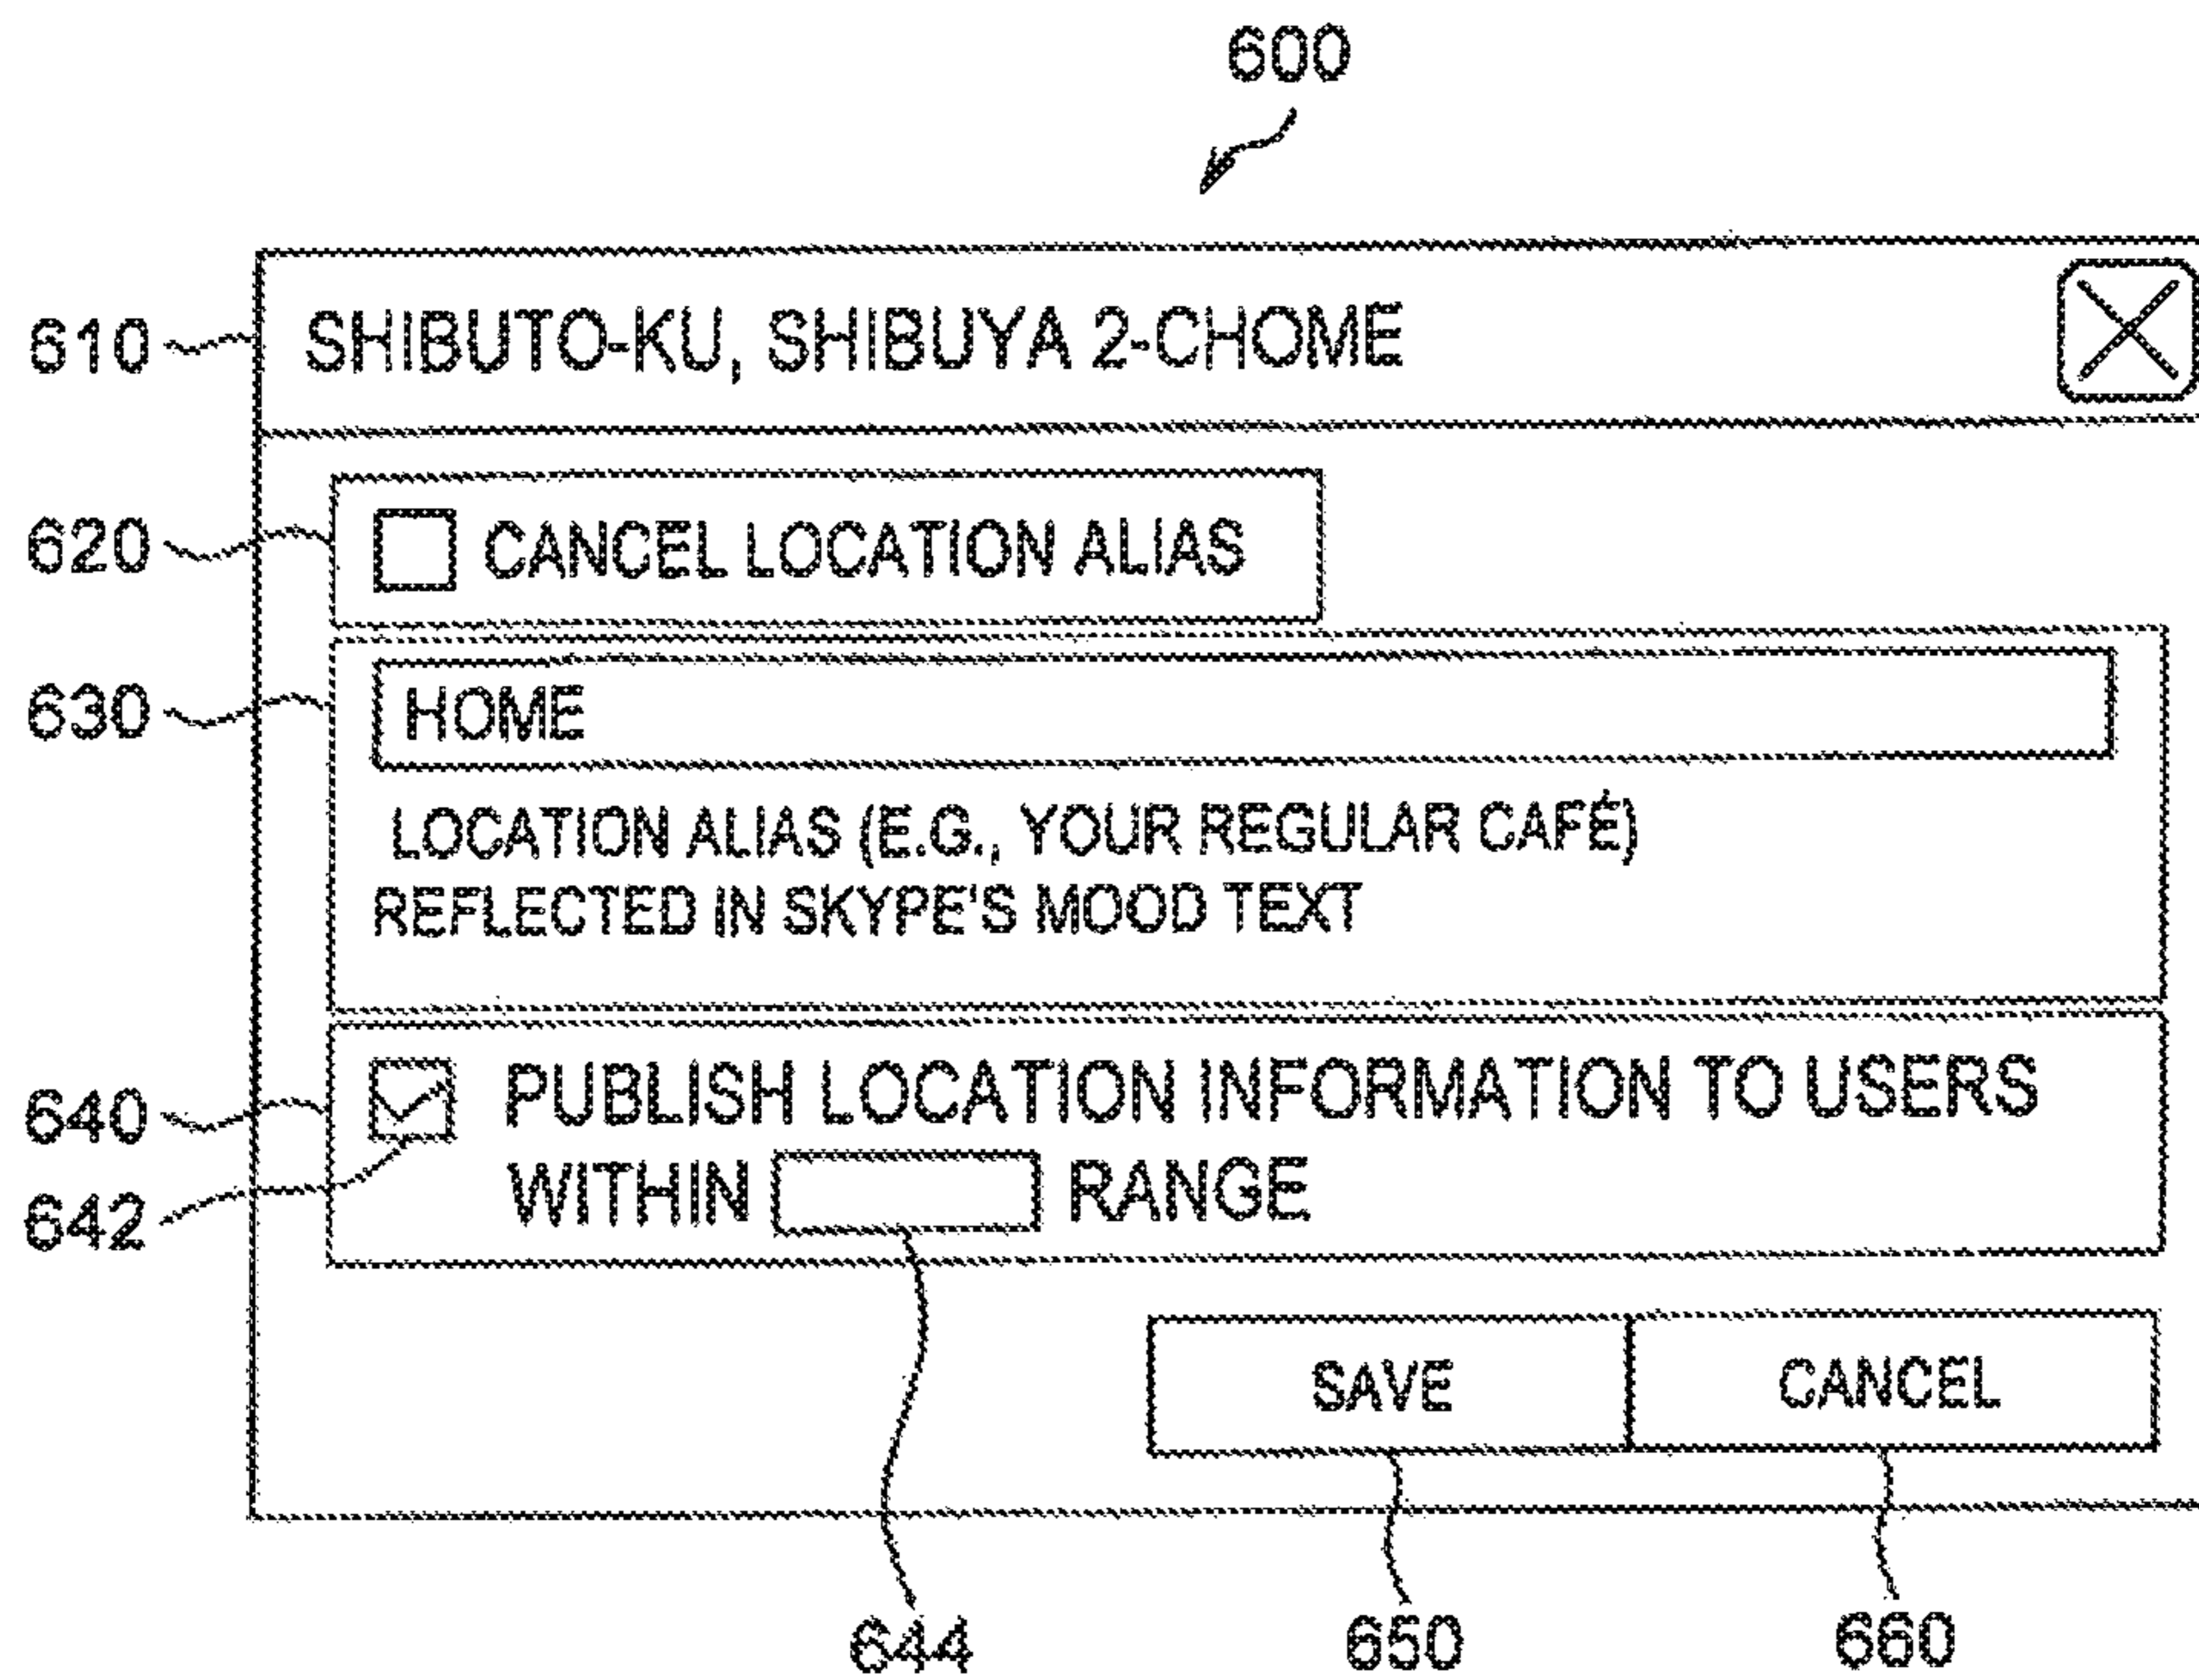 600
610 SHIBUTO-KU, SHIBUYA 2-CHOME
620 CANCEL LOCATION ALIAS
630 HOME
LOCATION ALIAS (E.G., YOUR REGULAR CAFÉ)
REFLECTED IN SKYPE'S MOOD TEXT
640 PUBLISH LOCATION INFORMATION TO USERS
642 WITHIN RANGE
SAVE CANCEL
644 650 660